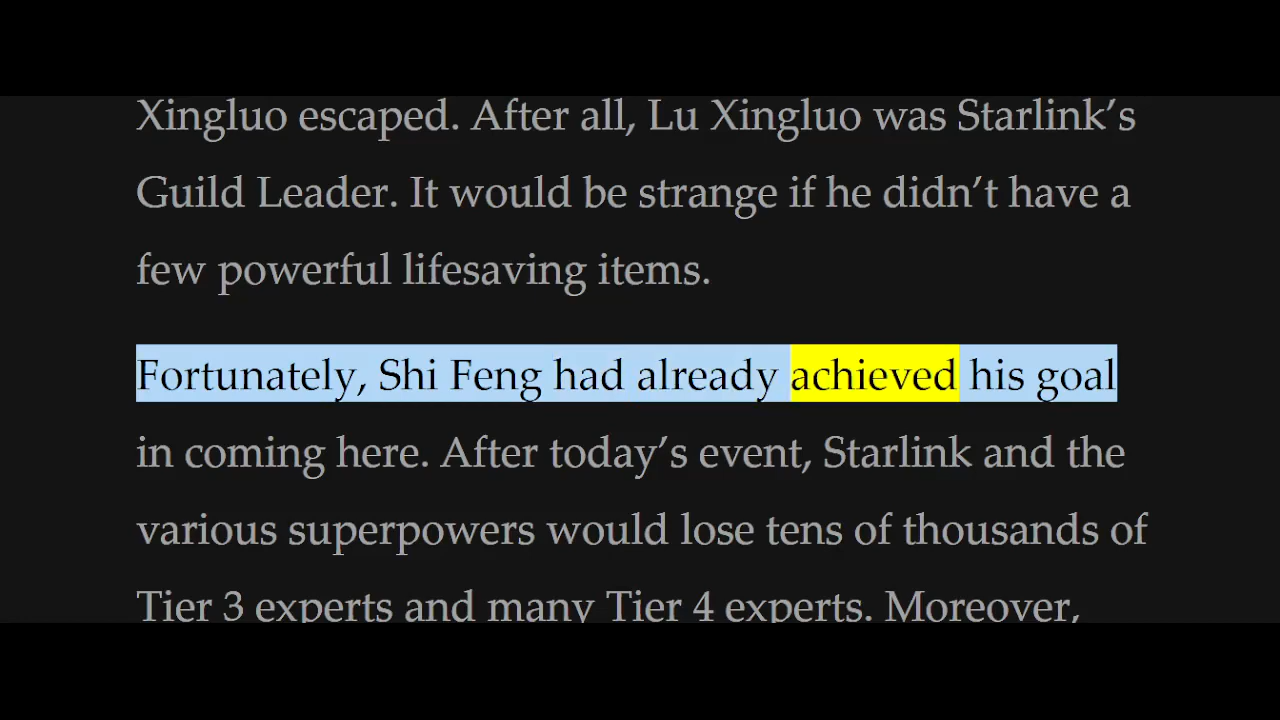 Xingluo escaped. After all, Lu Xingluo was Starlink’s
Guild Leader. It would be strange if he didn’t have a
few powerful lifesaving items.
Fortunately, Shi Feng had already achieved his goal
in coming here. After today’s event, Starlink and the
various superpowers would lose tens of thousands of
Tier 3 experts and many Tier 4 experts. Moreover,